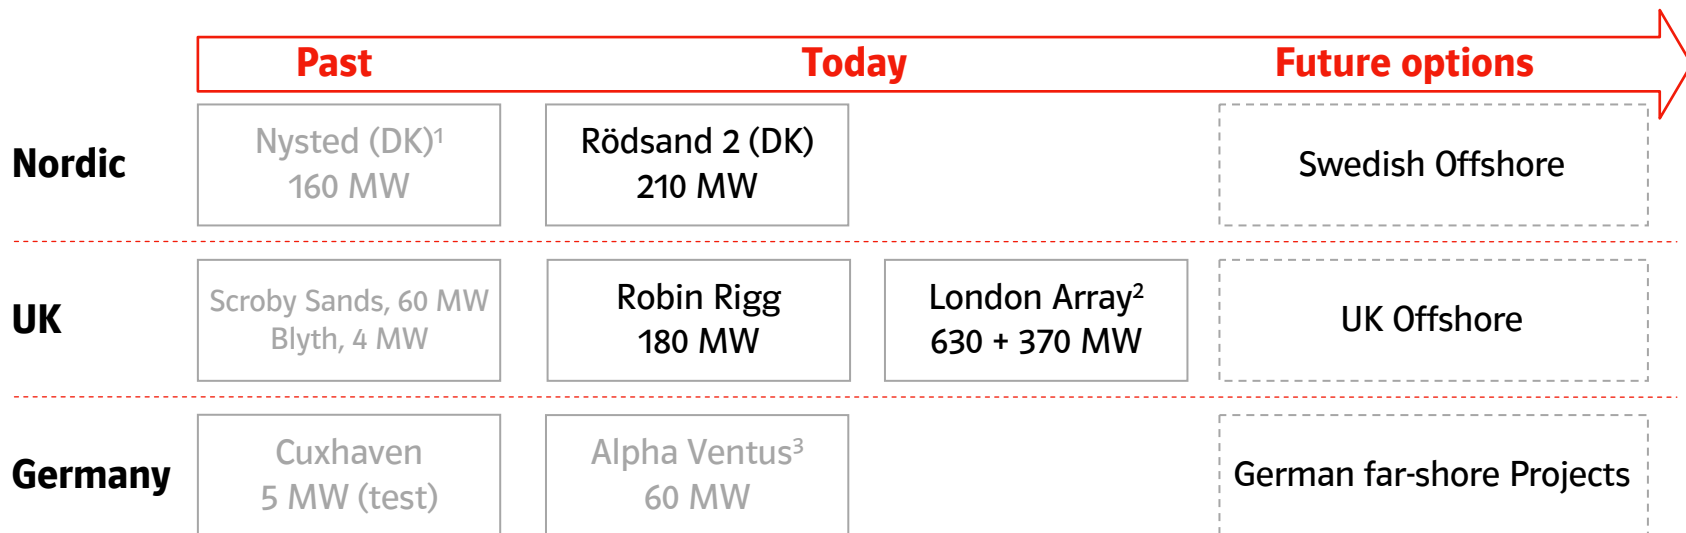 Past Today Future options
Nordic
Nysted (DK)¹
160 MW
Rödsand 2 (DK)
210 MW
Swedish Offshore
UK
Scroby Sands, 60 MW
Blyth, 4 MW
Robin Rigg
180 MW
London Array²
630 + 370 MW
UK Offshore
Germany
Cuxhaven
5 MW (test)
Alpha Ventus³
60 MW
German far-shore Projects